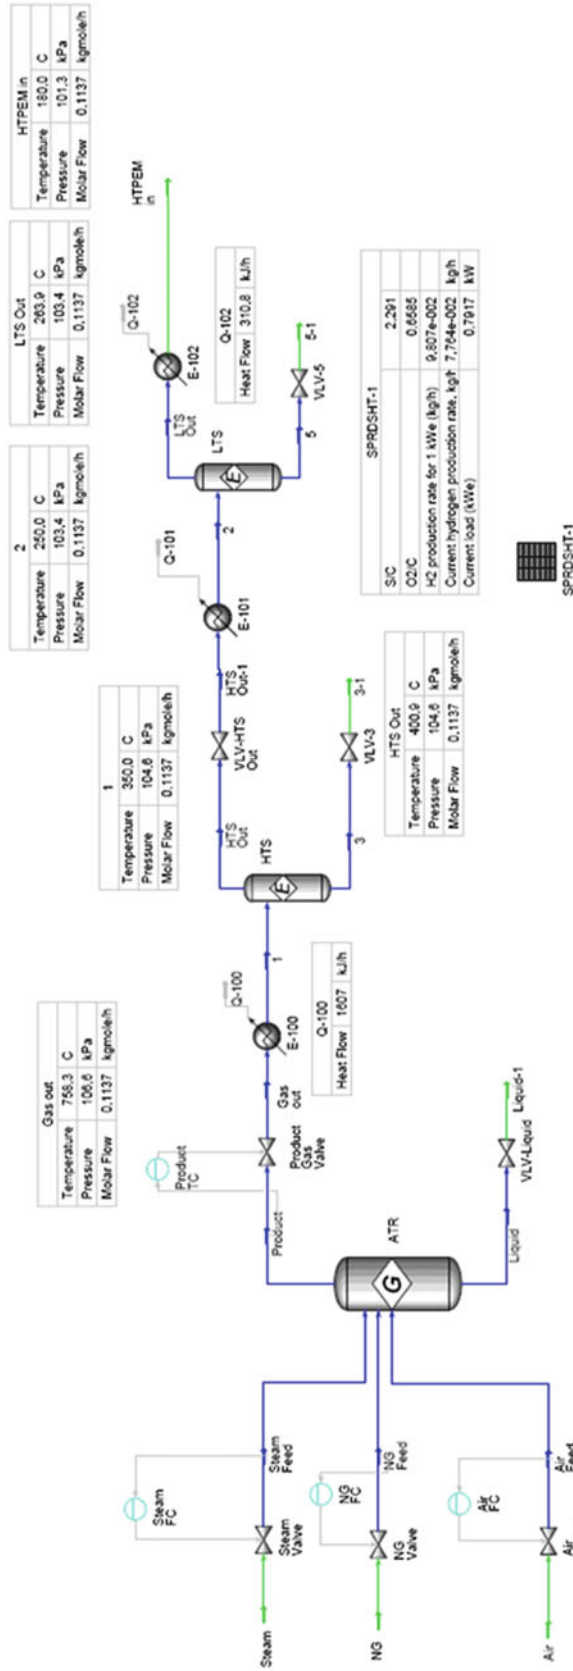 Steam
Steam
Valve
Steam
FC
Steam
Feed
NG
NG
Valve
NG
FC
NG
Feed
Air
Air
Air
FC
Air
Feed
ATR
Liquid
VLV-Liquid
Liquid-1
Product
Product
TC
Product
Gas
Valve
Gas
out
Gas out
Temperature 758,3 C
Pressure 106,6 kPa
Molar Flow 0,1137 kgmole/h
E-100
Q-100
Q-100
Heat Flow 1607 kJ/h
1
HTS
E
G
HTS
Out
3
VLV-3
3-1
VLV-HTS
Out
HTS
Out-1
1
Temperature 350,0 C
Pressure 104,6 kPa
Molar Flow 0,1137 kgmole/h
HTS Out
Temperature 400,9 C
Pressure 104,6 kPa
Molar Flow 0,1137 kgmole/h
E-101
Q-101
2
2
Temperature 250,0 C
Pressure 103,4 kPa
Molar Flow 0,1137 kgmole/h
LTS
E
LTS
Out
5
VLV-5
5-1
E-102
Q-102
Q-102
Heat Flow 310,8 kJ/h
LTS Out
Temperature 263,9 C
Pressure 103,4 kPa
Molar Flow 0,1137 kgmole/h
HTPEM
in
HTPEM in
Temperature 180,0 C
Pressure 101,3 kPa
Molar Flow 0,1137 kgmole/h
SPRDSHT-1
S/C 2,291
O2/C 0,6585
H2 production rate for 1 kWe (kg/h) 9,807e-002 kg/h
Current hydrogen production rate, kg/h 7,764e-002 kg/h
Current load (kWe) 0,7917 kW
SPRDSHT-1